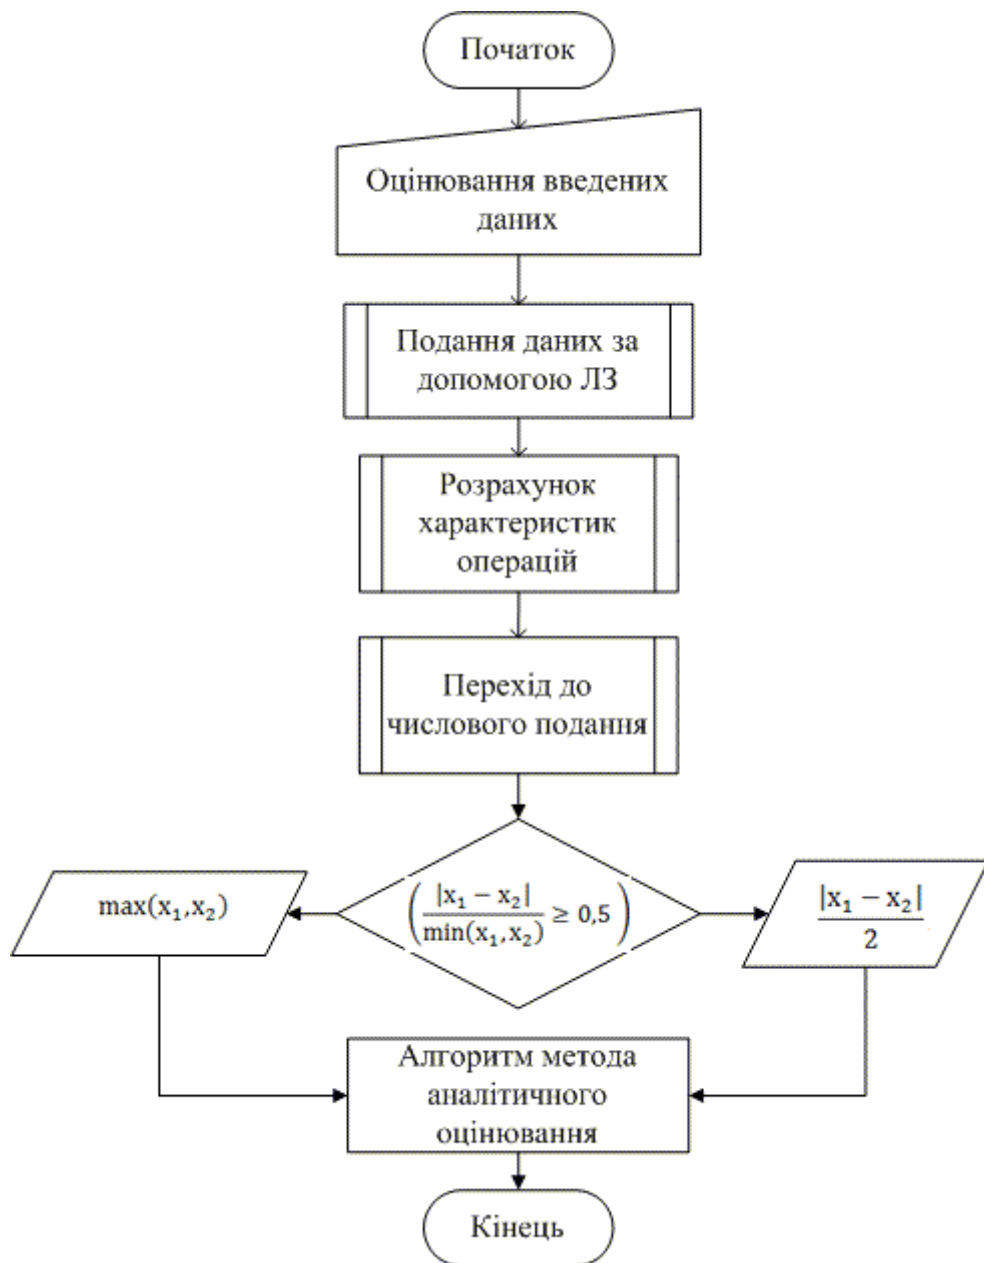 Початок
Оцінювання введених
даних
Подання даних за
допомогою ЛЗ
Розрахунок
характеристик
операцій
Перехід до
числового подання
max(x₁,x₂)
(|x₁ − x₂| / min(x₁,x₂) ≥ 0,5)
|x₁ − x₂| / 2
Алгоритм метода
аналітичного
оцінювання
Кінець